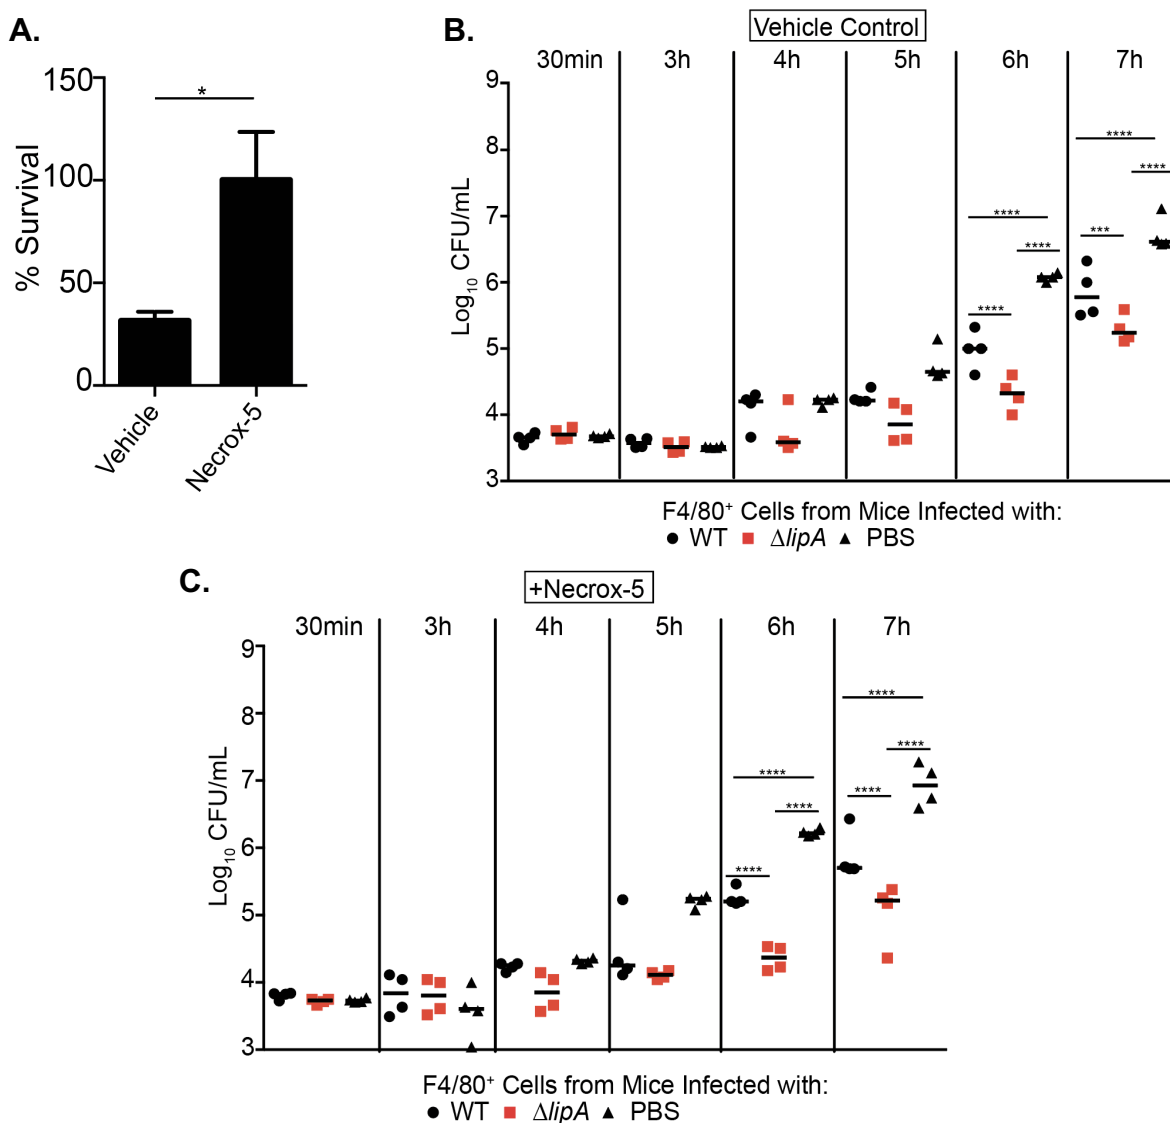 A.
150
100
50
0
% Survival
*
Vehicle
Necrox-5
B.
Vehicle Control
30min 3h 4h 5h 6h 7h
9
8
7
6
5
4
3
Log10 CFU/mL
**** **** ****
**** **** ***
F4/80+ Cells from Mice Infected with:
WT ΔlipA PBS
C.
+Necrox-5
30min 3h 4h 5h 6h 7h
9
8
7
6
5
4
3
Log10 CFU/mL
**** **** ****
**** **** ****
F4/80+ Cells from Mice Infected with:
WT ΔlipA PBS